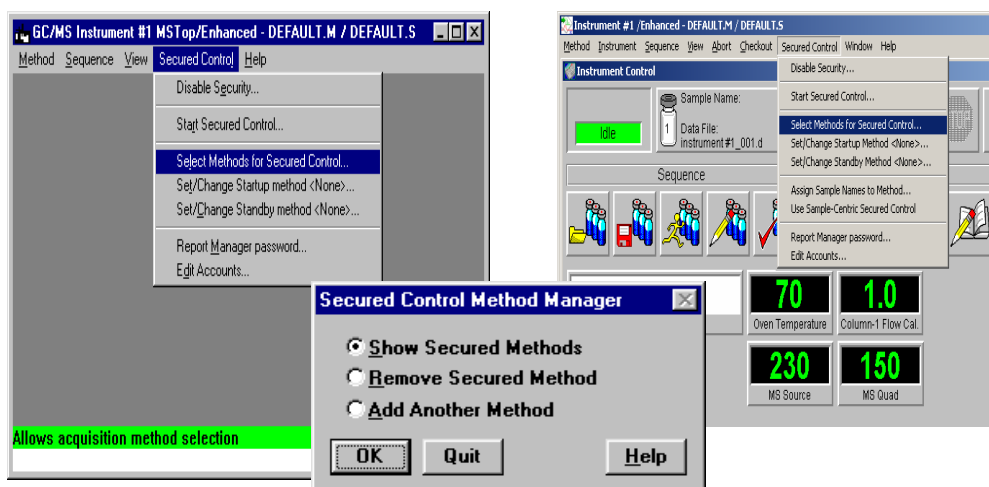 GC/MS Instrument #1 MSTop/Enhanced - DEFAULT.M / DEFAULT.S
Method Sequence View Secured Control Help
Disable Security...
Start Secured Control...
Select Methods for Secured Control...
Set/Change Startup method <None>...
Set/Change Standby method <None>...
Report Manager password...
Edit Accounts...
Allows acquisition method selection
Instrument #1 /Enhanced - DEFAULT.M / DEFAULT.S
Method Instrument Sequence View Abort Checkout Secured Control Window Help
Instrument Control
Disable Security...
Start Secured Control...
Select Methods for Secured Control...
Set/Change Startup Method <None>...
Set/Change Standby Method <None>...
Assign Sample Names to Method...
Use Sample-Centric Secured Control
Report Manager password...
Edit Accounts...
Idle
1
Sample Name:
Data File:
instrument#1_001.d
Sequence
70
Oven Temperature
1.0
Column-1 Flow Cal.
230
MS Source
150
MS Quad
Secured Control Method Manager
Show Secured Methods
Remove Secured Method
Add Another Method
OK Quit Help